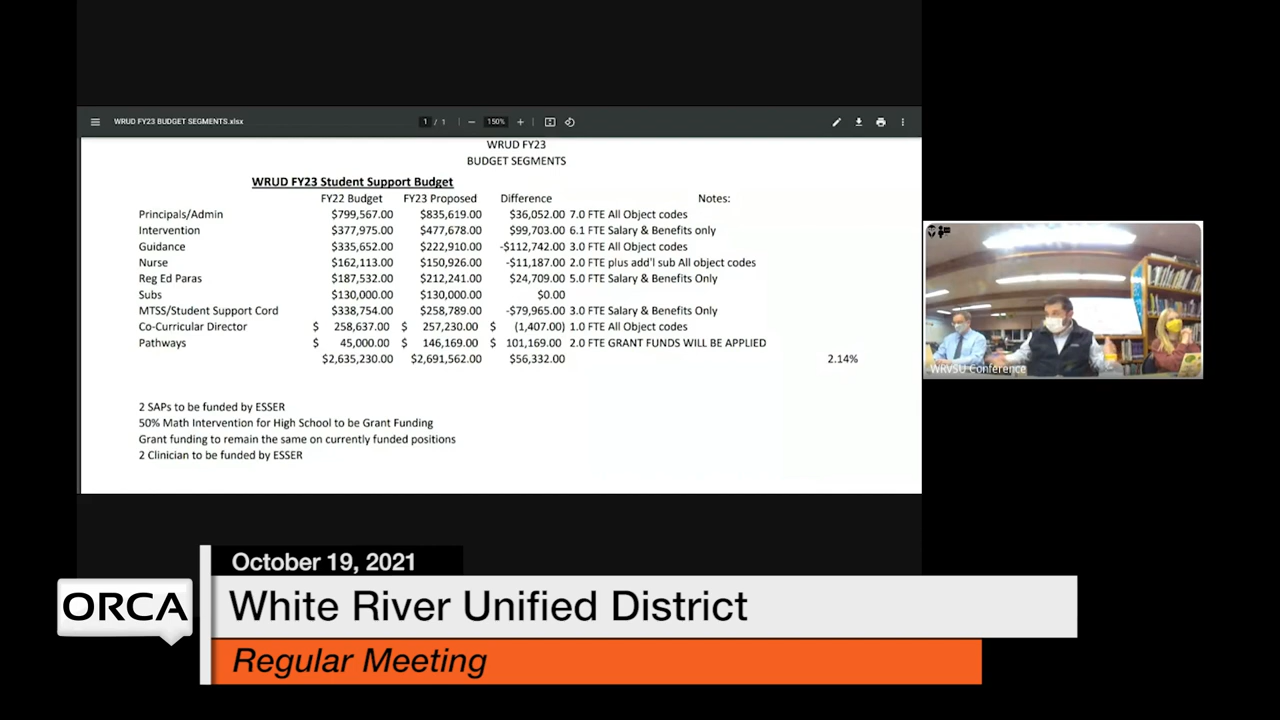 WRUD FY23 BUDGET SEGMENTS.xlsx 1 / 1 150%
WRUD FY23
BUDGET SEGMENTS
WRUD FY23 Student Support Budget
FY22 Budget FY23 Proposed Difference Notes:
Principals/Admin $799,567.00 $835,619.00 $36,052.00 7.0 FTE All Object codes
Intervention $377,975.00 $477,678.00 $99,703.00 6.1 FTE Salary & Benefits only
Guidance $335,652.00 $222,910.00 -$112,742.00 3.0 FTE All Object codes
Nurse $162,113.00 $150,926.00 -$11,187.00 2.0 FTE plus add'l sub All object codes
Reg Ed Paras $187,532.00 $212,241.00 $24,709.00 5.0 FTE Salary & Benefits Only
Subs $130,000.00 $130,000.00 $0.00
MTSS/Student Support Cord $338,754.00 $258,789.00 -$79,965.00 3.0 FTE Salary & Benefits Only
Co-Curricular Director $ 258,637.00 $ 257,230.00 $ (1,407.00) 1.0 FTE All Object codes
Pathways $ 45,000.00 $ 146,169.00 $ 101,169.00 2.0 FTE GRANT FUNDS WILL BE APPLIED
$2,635,230.00 $2,691,562.00 $56,332.00 2.14%
2 SAPs to be funded by ESSER
50% Math Intervention for High School to be Grant Funding
Grant funding to remain the same on currently funded positions
2 Clinician to be funded by ESSER
WRVSU Conference
October 19, 2021
ORCA
White River Unified District
Regular Meeting